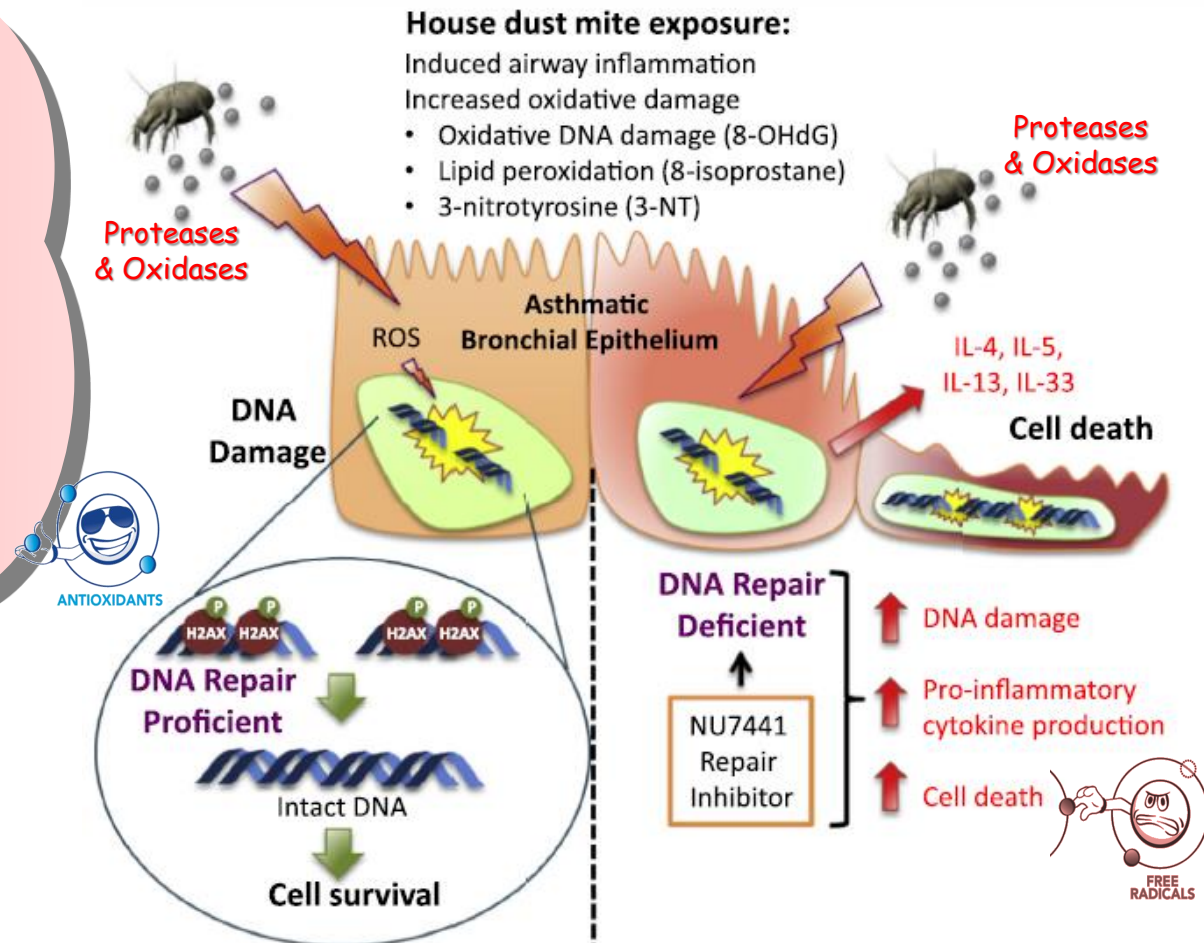 House dust mite exposure:
Induced airway inflammation
Increased oxidative damage
• Oxidative DNA damage (8-OHdG)
• Lipid peroxidation (8-isoprostane)
• 3-nitrotyrosine (3-NT)
Proteases
& Oxidases
Proteases
& Oxidases
Asthmatic
Bronchial Epithelium
ROS
IL-4, IL-5,
IL-13, IL-33
DNA
Damage
Cell death
ANTIOXIDANTS
P P P P
H2AX H2AX H2AX H2AX
DNA Repair
Proficient
Intact DNA
Cell survival
DNA Repair
Deficient
NU7441
Repair
Inhibitor
DNA damage
Pro-inflammatory
cytokine production
Cell death
FREE
RADICALS